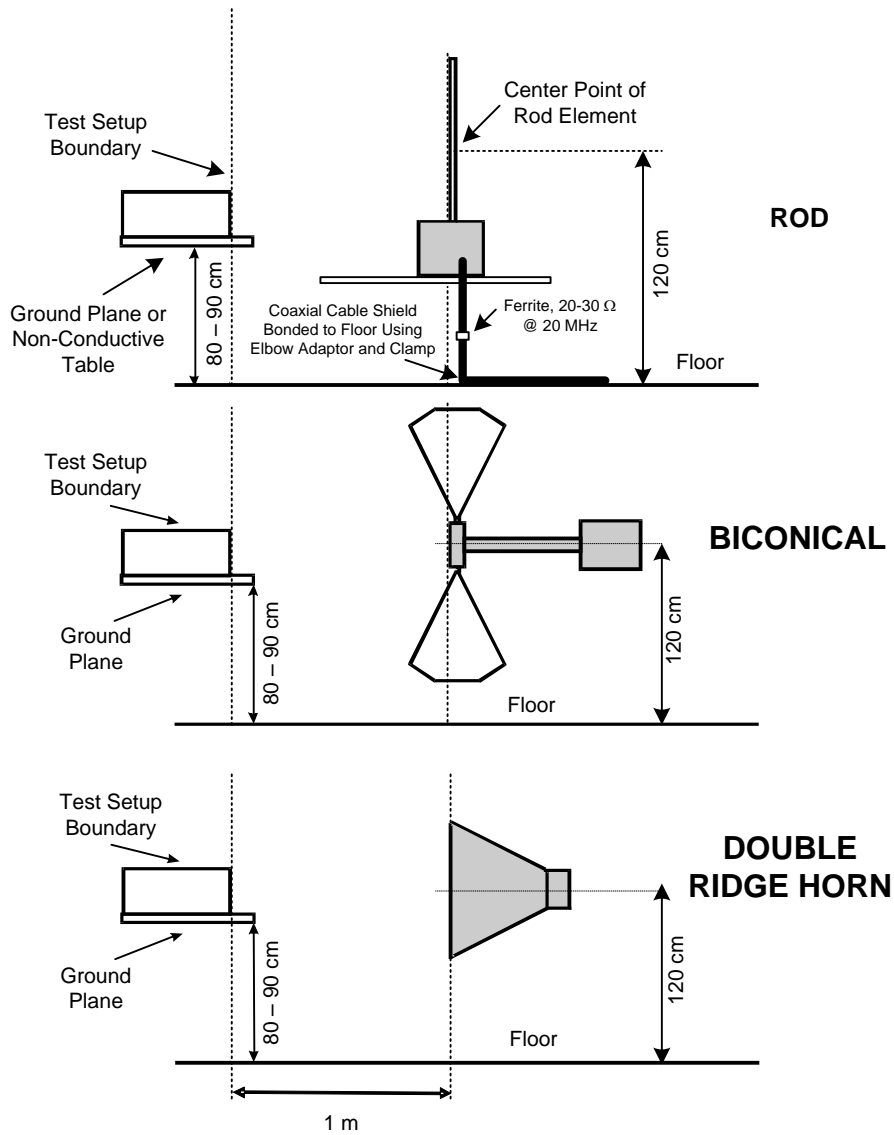 Center Point of
Rod Element
Test Setup
Boundary
ROD
120 cm
80 – 90 cm
Ground Plane or
Non-Conductive
Table
Coaxial Cable Shield
Bonded to Floor Using
Elbow Adaptor and Clamp
Ferrite, 20-30 Ω
@ 20 MHz
Floor
Test Setup
Boundary
BICONICAL
Ground
Plane
80 – 90 cm
120 cm
Floor
Test Setup
Boundary
DOUBLE
RIDGE HORN
Ground
Plane
80 – 90 cm
120 cm
Floor
1 m